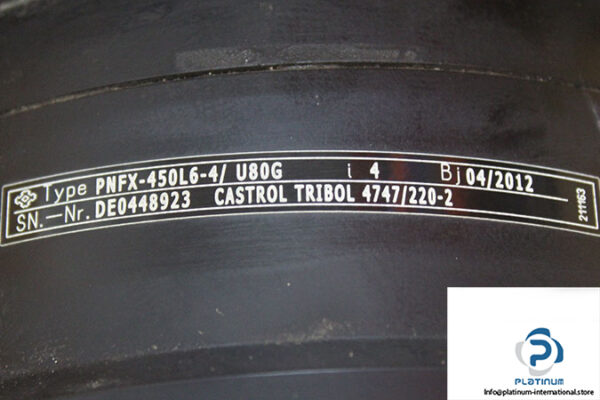 Type PNFX-450L6-4/ U80G i 4 Bj 04/2012
SN.-Nr. DE0448923 CASTROL TRIBOL 4747/220-2
211163
PLATINUM
info@platinum-international.store